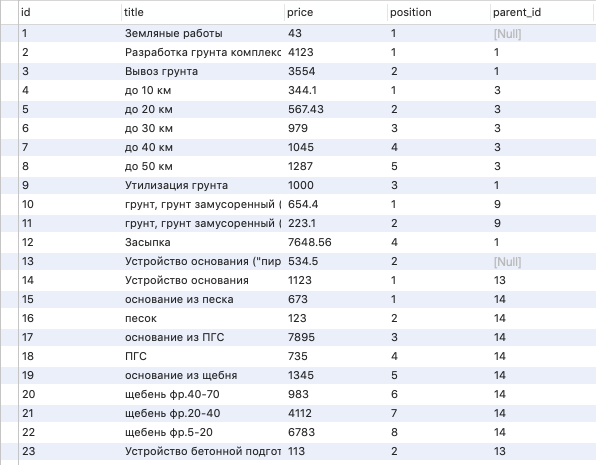 id title price position parent_id
1 Земляные работы 43 1 [Null]
2 Разработка грунта комплекс 4123 1 1
3 Вывоз грунта 3554 2 1
4 до 10 км 344.1 1 3
5 до 20 км 567.43 2 3
6 до 30 км 979 3 3
7 до 40 км 1045 4 3
8 до 50 км 1287 5 3
9 Утилизация грунта 1000 3 1
10 грунт, грунт замусоренный ( 654.4 1 9
11 грунт, грунт замусоренный ( 223.1 2 9
12 Засыпка 7648.56 4 1
13 Устройство основания ("пир 534.5 2 [Null]
14 Устройство основания 1123 1 13
15 основание из песка 673 1 14
16 песок 123 2 14
17 основание из ПГС 7895 3 14
18 ПГС 735 4 14
19 основание из щебня 1345 5 14
20 щебень фр.40-70 983 6 14
21 щебень фр.20-40 4112 7 14
22 щебень фр.5-20 6783 8 14
23 Устройство бетонной подгот 113 2 13